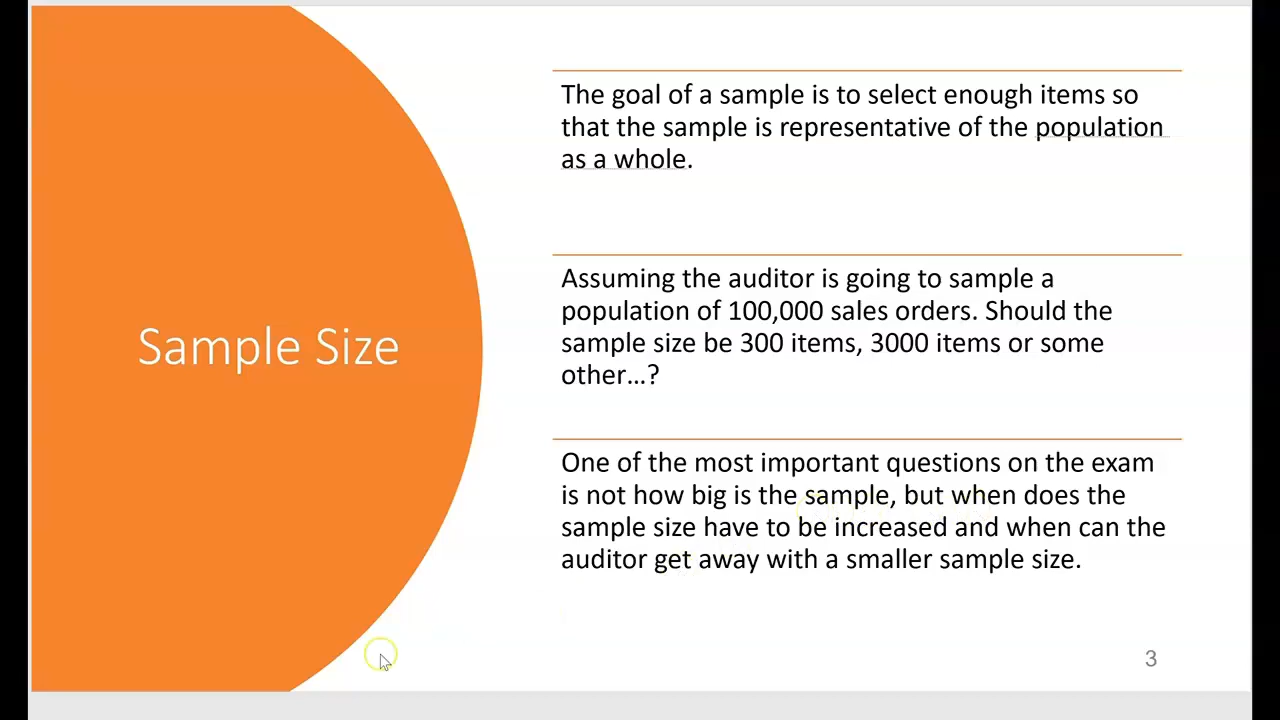 Sample Size
The goal of a sample is to select enough items so
that the sample is representative of the population
as a whole.
Assuming the auditor is going to sample a
population of 100,000 sales orders. Should the
sample size be 300 items, 3000 items or some
other...?
One of the most important questions on the exam
is not how big is the sample, but when does the
sample size have to be increased and when can the
auditor get away with a smaller sample size.
3